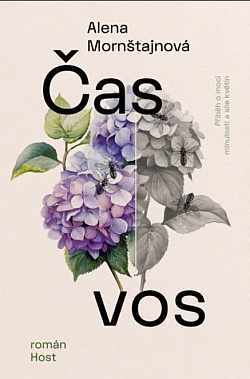 Alena
Mornštajnová
Čas
Příběh o moci
minulosti a síle květin
vos
román
Host